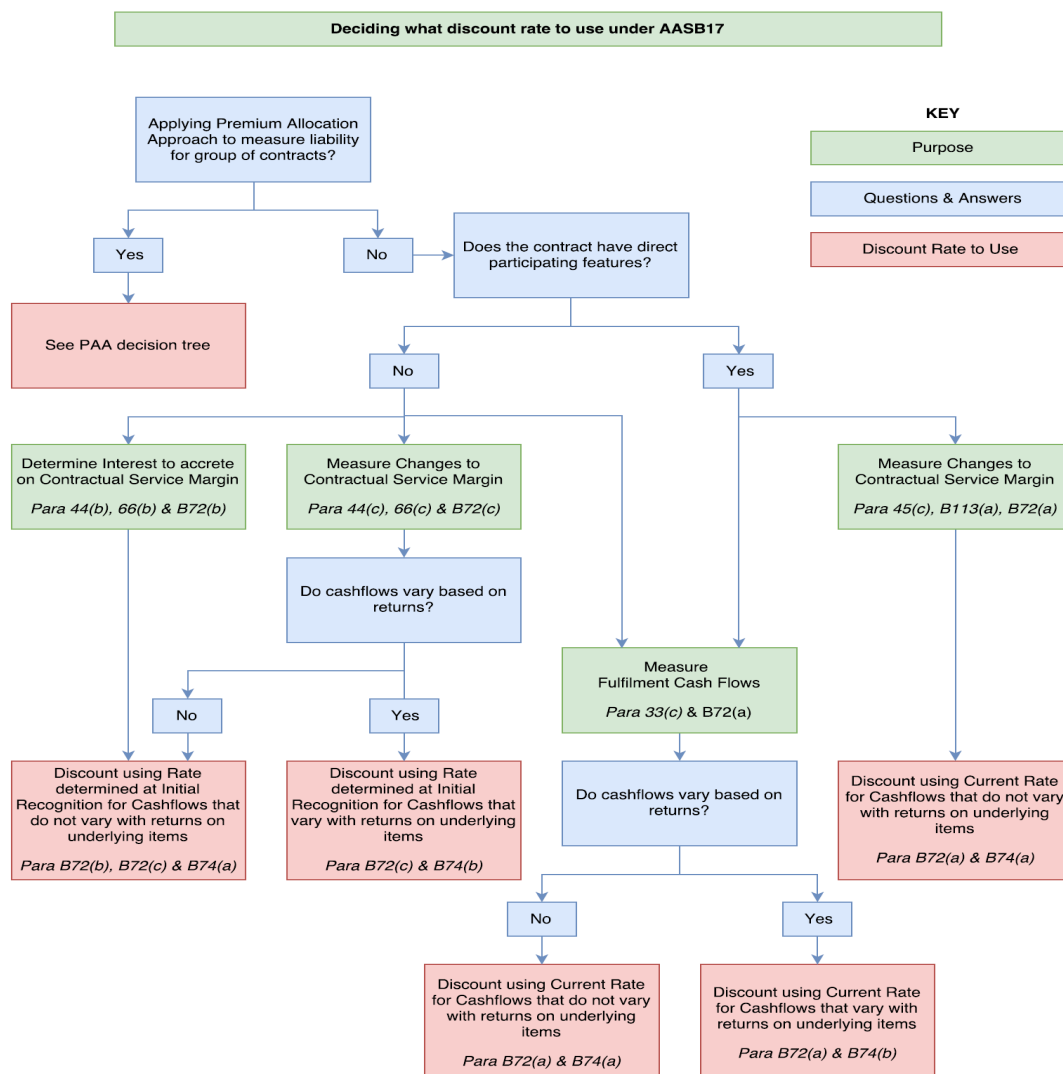 Deciding what discount rate to use under AASB17
Applying Premium Allocation
Approach to measure liability
for group of contracts?
KEY
Purpose
Questions & Answers
Discount Rate to Use
Yes
No
Does the contract have direct
participating features?
See PAA decision tree
No
Yes
Determine Interest to accrete
on Contractual Service Margin
Para 44(b), 66(b) & B72(b)
Measure Changes to
Contractual Service Margin
Para 44(c), 66(c) & B72(c)
Measure Changes to
Contractual Service Margin
Para 45(c), B113(a), B72(a)
Do cashflows vary based on
returns?
Measure
Fulfilment Cash Flows
Para 33(c) & B72(a)
No
Yes
Discount using Rate
determined at Initial
Recognition for Cashflows that
do not vary with returns on
underlying items
Para B72(b), B72(c) & B74(a)
Discount using Rate
determined at Initial
Recognition for Cashflows that
vary with returns on underlying
items
Para B72(c) & B74(b)
Do cashflows vary based on
returns?
Discount using Current Rate
for Cashflows that do not vary
with returns on underlying
items
Para B72(a) & B74(a)
No
Yes
Discount using Current Rate
for Cashflows that do not vary
with returns on underlying
items
Para B72(a) & B74(a)
Discount using Current Rate
for Cashflows that vary with
returns on underlying items
Para B72(a) & B74(b)